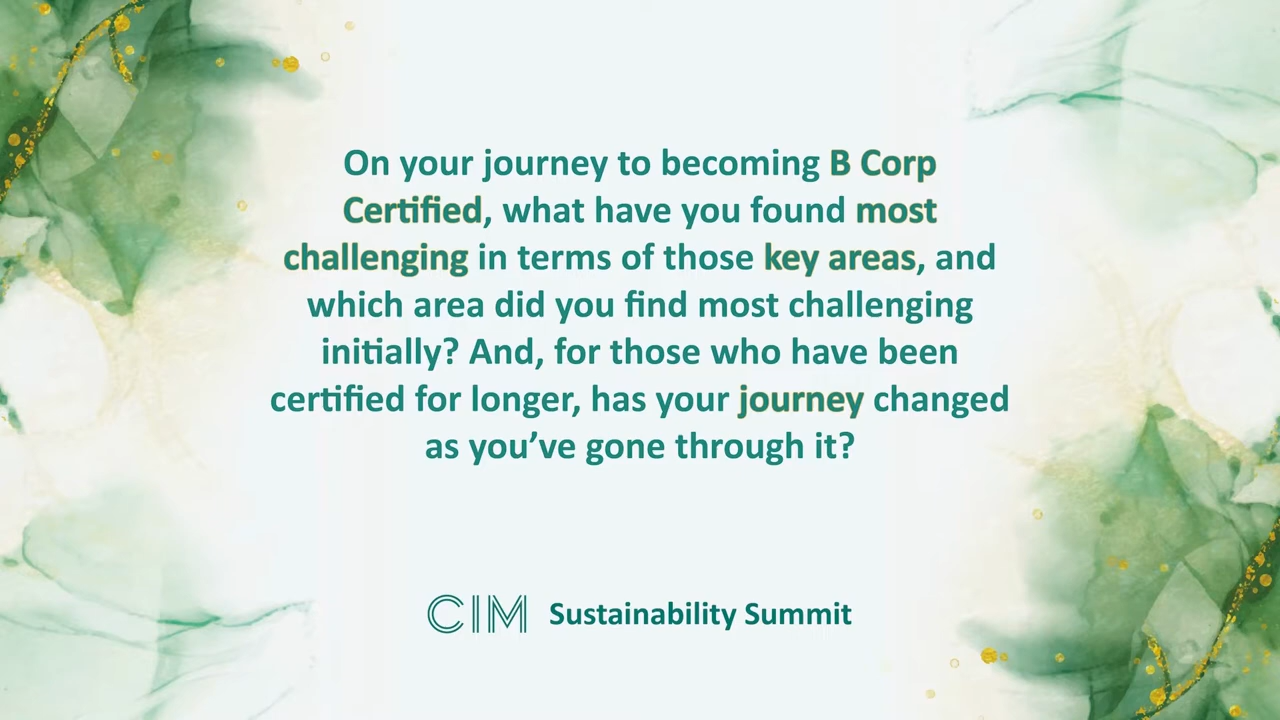 On your journey to becoming B Corp
Certified, what have you found most
challenging in terms of those key areas, and
which area did you find most challenging
initially? And, for those who have been
certified for longer, has your journey changed
as you’ve gone through it?
CIM Sustainability Summit